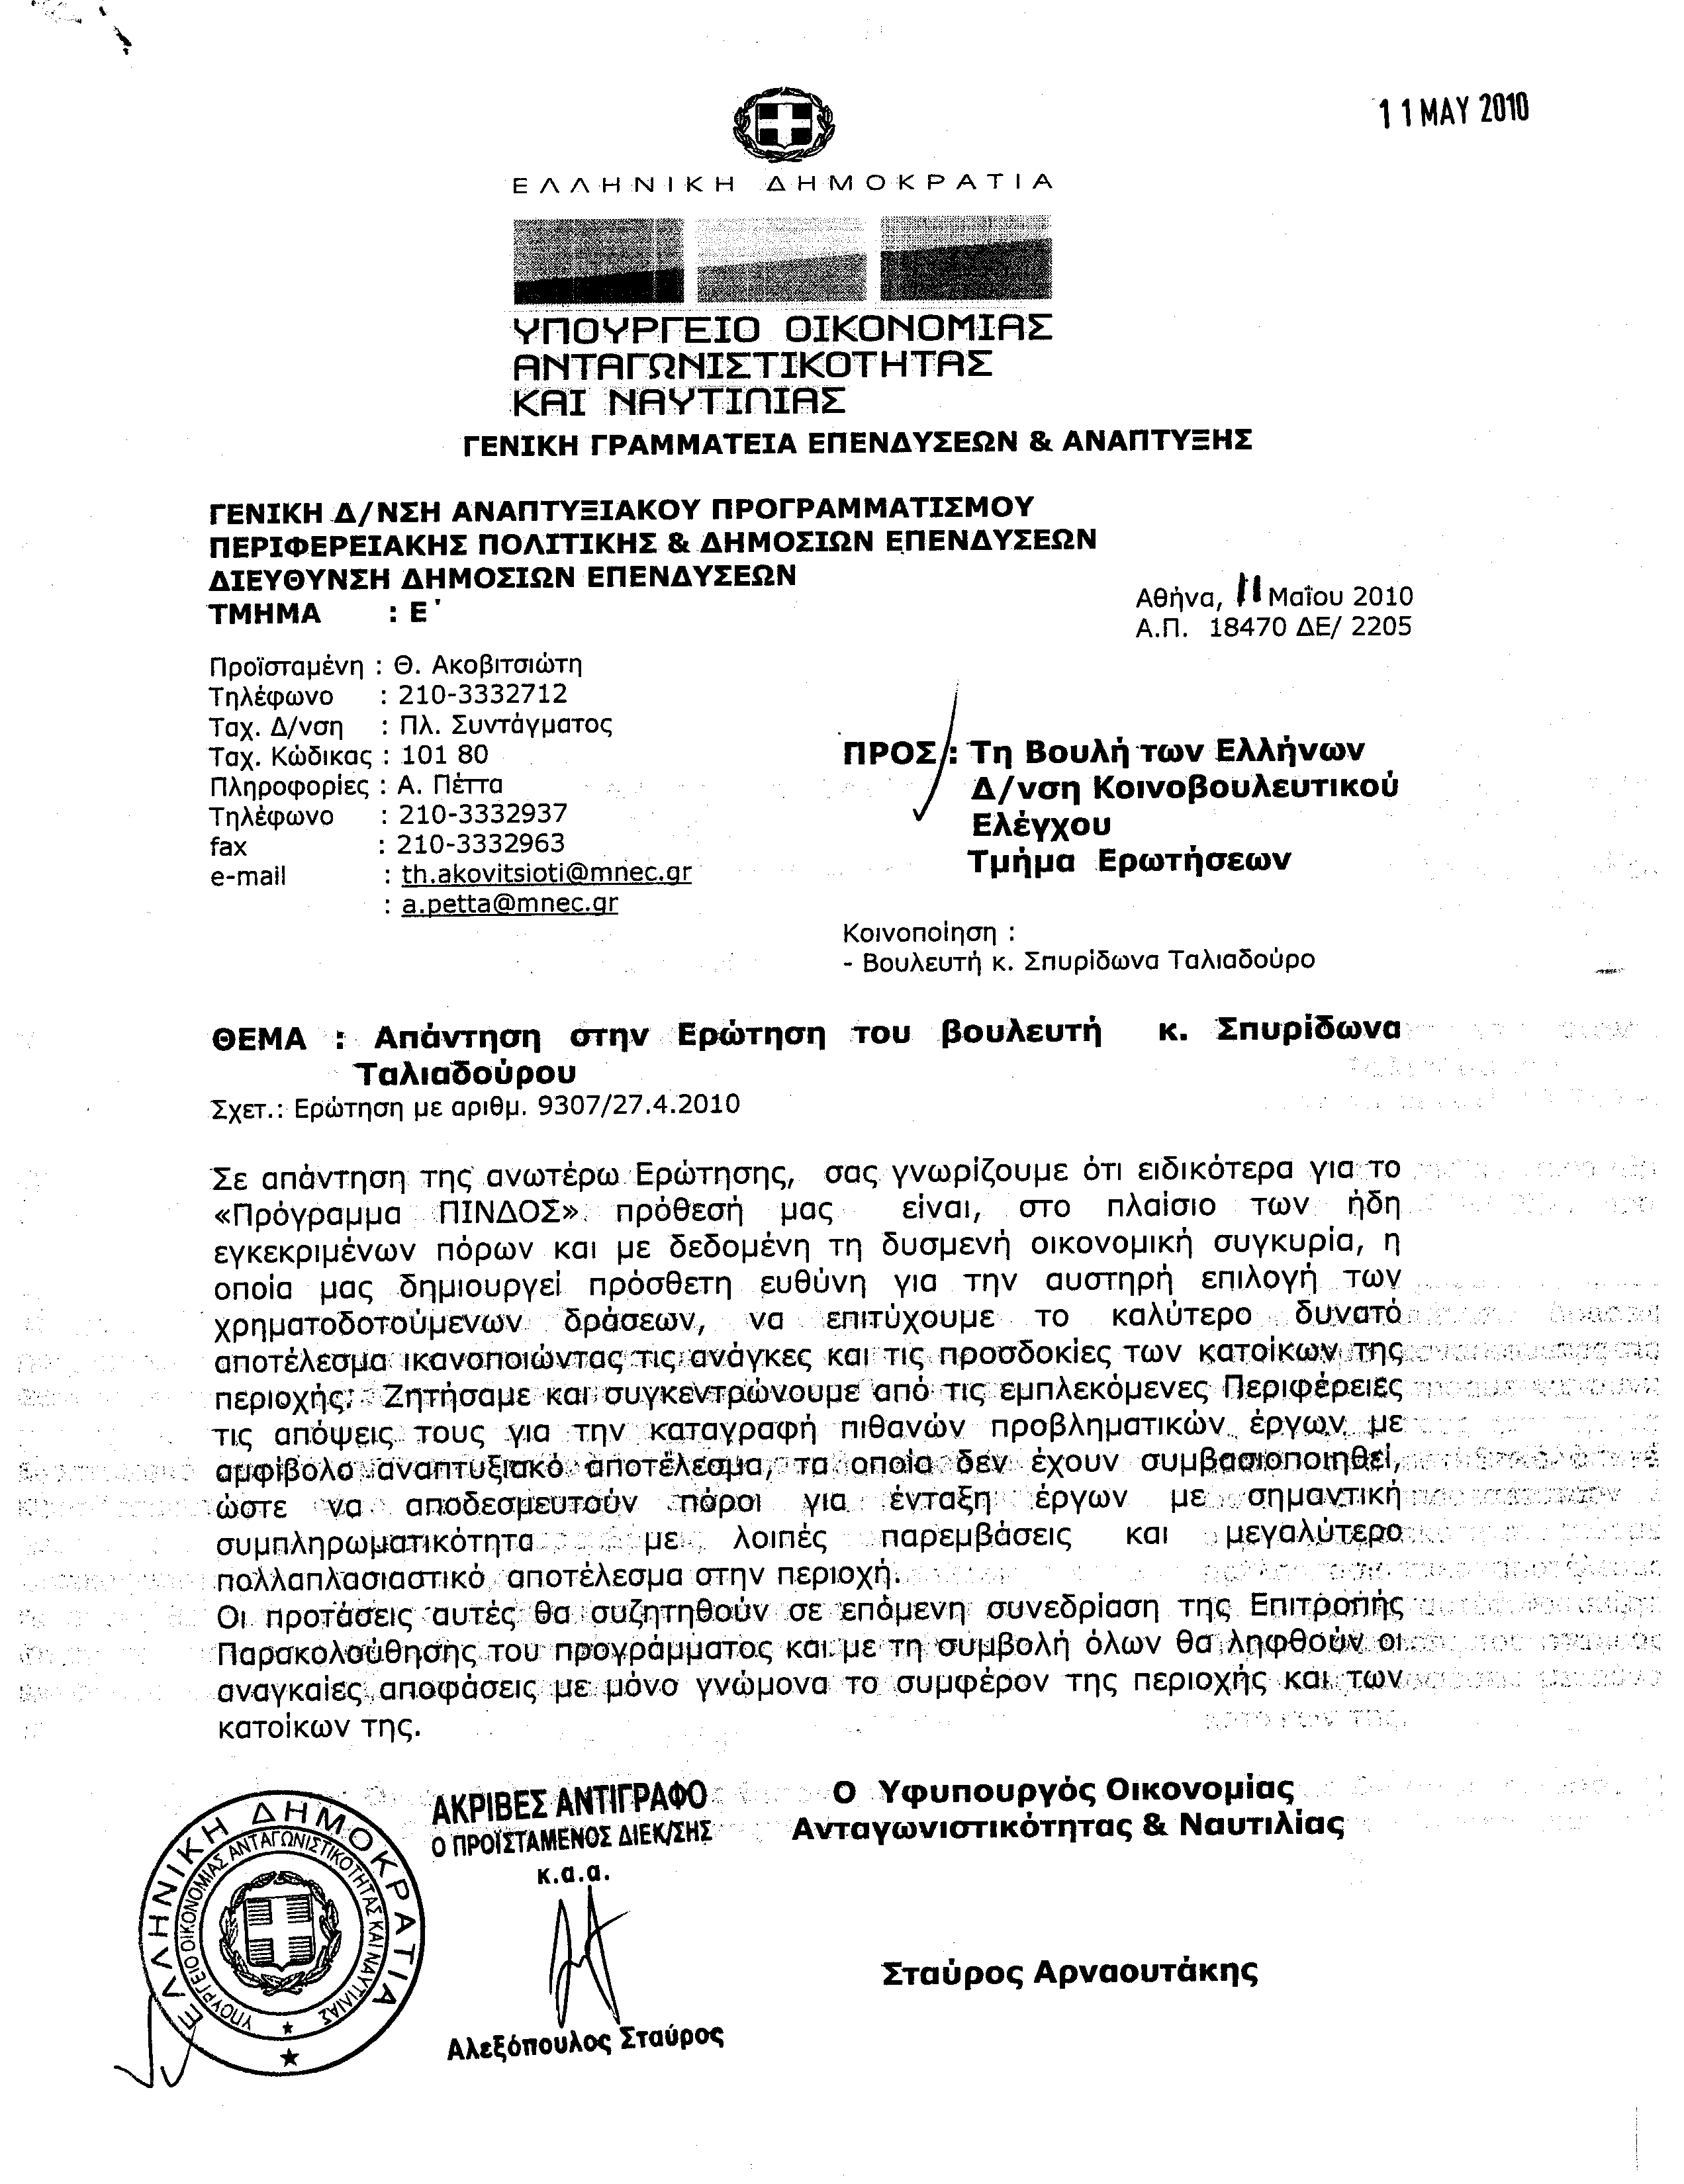 11 MAY 2010
ΕΛΛΗΝΙΚΗ ΔΗΜΟΚΡΑΤΙΑ
ΥΠΟΥΡΓΕΙΟ ΟΙΚΟΝΟΜΙΑΣ
ΑΝΤΑΓΩΝΙΣΤΙΚΟΤΗΤΑΣ
ΚΑΙ ΝΑΥΤΙΛΙΑΣ
ΓΕΝΙΚΗ ΓΡΑΜΜΑΤΕΙΑ ΕΠΕΝΔΥΣΕΩΝ & ΑΝΑΠΤΥΞΗΣ
ΓΕΝΙΚΗ Δ/ΝΣΗ ΑΝΑΠΤΥΞΙΑΚΟΥ ΠΡΟΓΡΑΜΜΑΤΙΣΜΟΥ
ΠΕΡΙΦΕΡΕΙΑΚΗΣ ΠΟΛΙΤΙΚΗΣ & ΔΗΜΟΣΙΩΝ ΕΠΕΝΔΥΣΕΩΝ
ΔΙΕΥΘΥΝΣΗ ΔΗΜΟΣΙΩΝ ΕΠΕΝΔΥΣΕΩΝ
ΤΜΗΜΑ : Ε΄
Αθήνα, 11 Μαΐου 2010
Α.Π. 18470 ΔΕ/ 2205
Προϊσταμένη : Θ. Ακοβιτσιώτη
Τηλέφωνο : 210-3332712
Ταχ. Δ/νση : Πλ. Συντάγματος
Ταχ. Κώδικας : 101 80
Πληροφορίες : Α. Πέττα
Τηλέφωνο : 210-3332937
fax : 210-3332963
e-mail : th.akovitsioti@mnec.gr
: a.petta@mnec.gr
ΠΡΟΣ : Τη Βουλή των Ελλήνων
Δ/νση Κοινοβουλευτικού
Ελέγχου
Τμήμα Ερωτήσεων
Κοινοποίηση :
- Βουλευτή κ. Σπυρίδωνα Ταλιαδούρο
ΘΕΜΑ : Απάντηση στην Ερώτηση του βουλευτή κ. Σπυρίδωνα
Ταλιαδούρου
Σχετ.: Ερώτηση με αριθμ. 9307/27.4.2010
Σε απάντηση της ανωτέρω Ερώτησης, σας γνωρίζουμε ότι ειδικότερα για το
«Πρόγραμμα ΠΙΝΔΟΣ» πρόθεσή μας είναι, στο πλαίσιο των ήδη
εγκεκριμένων πόρων και με δεδομένη τη δυσμενή οικονομική συγκυρία, η
οποία μας δημιουργεί πρόσθετη ευθύνη για την αυστηρή επιλογή των
χρηματοδοτούμενων δράσεων, να επιτύχουμε το καλύτερο δυνατό
αποτέλεσμα ικανοποιώντας τις ανάγκες και τις προσδοκίες των κατοίκων της
περιοχής. Ζητήσαμε και συγκεντρώνουμε από τις εμπλεκόμενες Περιφέρειες
τις απόψεις τους για την καταγραφή πιθανών προβληματικών έργων με
αμφίβολο αναπτυξιακό αποτέλεσμα, τα οποία δεν έχουν συμβασιοποιηθεί,
ώστε να αποδεσμευτούν πόροι για ένταξη έργων με σημαντική
συμπληρωματικότητα με λοιπές παρεμβάσεις και μεγαλύτερο
πολλαπλασιαστικό αποτέλεσμα στην περιοχή.
Οι προτάσεις αυτές θα συζητηθούν σε επόμενη συνεδρίαση της Επιτροπής
Παρακολούθησης του προγράμματος και με τη συμβολή όλων θα ληφθούν οι
αναγκαίες αποφάσεις με μόνο γνώμονα το συμφέρον της περιοχής και των
κατοίκων της.
ΑΚΡΙΒΕΣ ΑΝΤΙΓΡΑΦΟ
Ο ΠΡΟΪΣΤΑΜΕΝΟΣ ΔΙΕΚ/ΣΗΣ
κ.α.α.
Αλεξόπουλος Σταύρος
Ο Υφυπουργός Οικονομίας
Ανταγωνιστικότητας & Ναυτιλίας
Σταύρος Αρναουτάκης
ΕΛΛΗΝΙΚΗ ΔΗΜΟΚΡΑΤΙΑ
ΥΠΟΥΡΓΕΙΟ ΟΙΚΟΝΟΜΙΑΣ ΑΝΤΑΓΩΝΙΣΤΙΚΟΤΗΤΑΣ ΚΑΙ ΝΑΥΤΙΛΙΑΣ